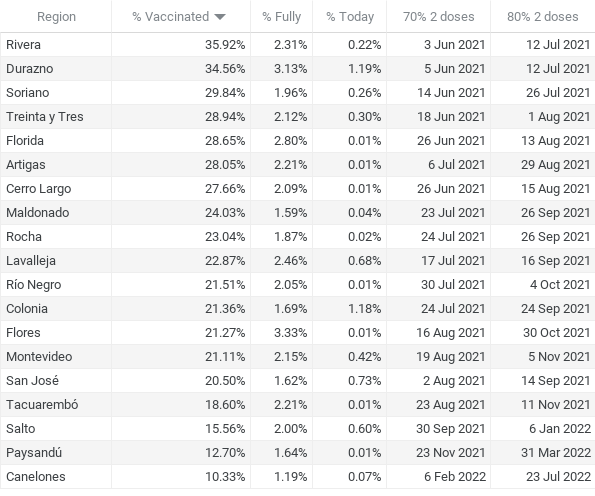 Region % Vaccinated % Fully % Today 70% 2 doses 80% 2 doses
Rivera 35.92% 2.31% 0.22% 3 Jun 2021 12 Jul 2021
Durazno 34.56% 3.13% 1.19% 5 Jun 2021 12 Jul 2021
Soriano 29.84% 1.96% 0.26% 14 Jun 2021 26 Jul 2021
Treinta y Tres 28.94% 2.12% 0.30% 18 Jun 2021 1 Aug 2021
Florida 28.65% 2.80% 0.01% 26 Jun 2021 13 Aug 2021
Artigas 28.05% 2.21% 0.01% 6 Jul 2021 29 Aug 2021
Cerro Largo 27.66% 2.09% 0.01% 26 Jun 2021 15 Aug 2021
Maldonado 24.03% 1.59% 0.04% 23 Jul 2021 26 Sep 2021
Rocha 23.04% 1.87% 0.02% 24 Jul 2021 26 Sep 2021
Lavalleja 22.87% 2.46% 0.68% 17 Jul 2021 16 Sep 2021
Río Negro 21.51% 2.05% 0.01% 30 Jul 2021 4 Oct 2021
Colonia 21.36% 1.69% 1.18% 24 Jul 2021 24 Sep 2021
Flores 21.27% 3.33% 0.01% 16 Aug 2021 30 Oct 2021
Montevideo 21.11% 2.15% 0.42% 19 Aug 2021 5 Nov 2021
San José 20.50% 1.62% 0.73% 2 Aug 2021 14 Sep 2021
Tacuarembó 18.60% 2.21% 0.01% 23 Aug 2021 11 Nov 2021
Salto 15.56% 2.00% 0.60% 30 Sep 2021 6 Jan 2022
Paysandú 12.70% 1.64% 0.01% 23 Nov 2021 31 Mar 2022
Canelones 10.33% 1.19% 0.07% 6 Feb 2022 23 Jul 2022